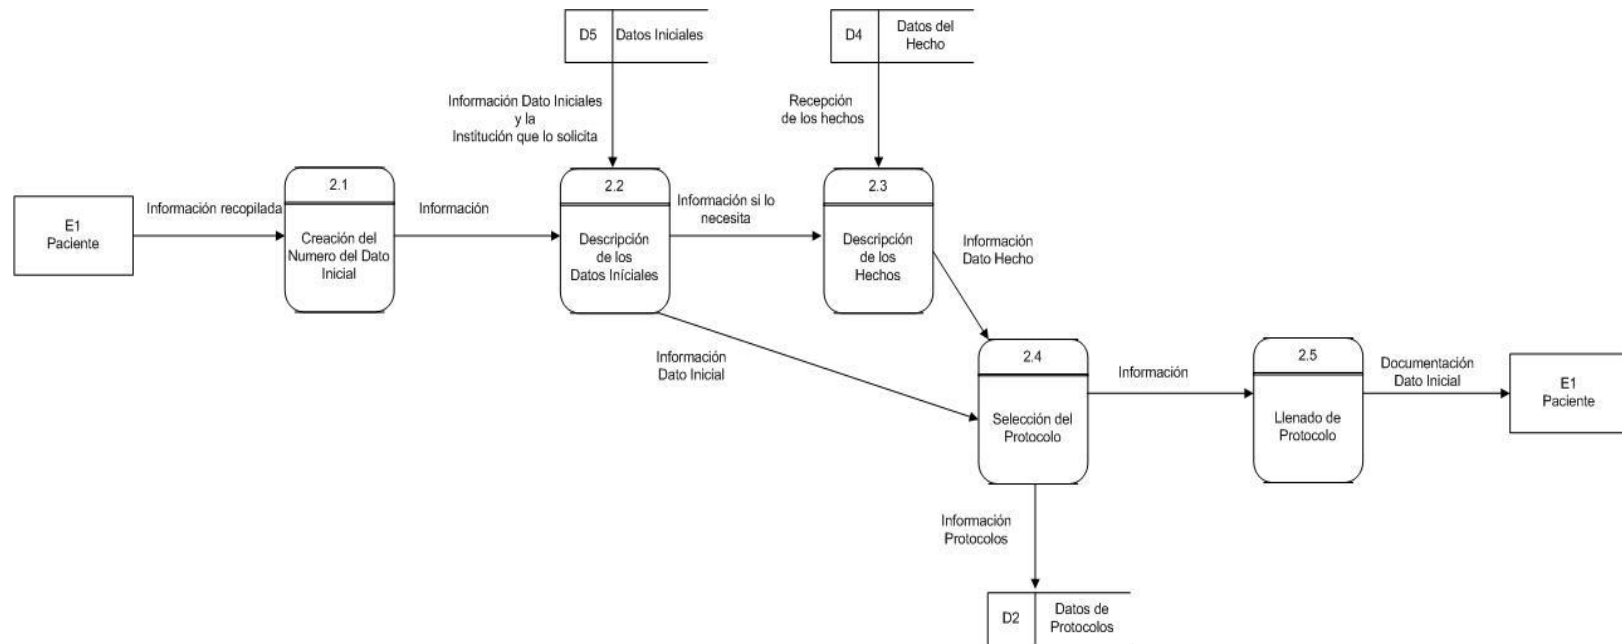 D5
Datos Iniciales
D4
Datos del
Hecho
Información Dato Iniciales
y la
Institución que lo solicita
Recepción
de los hechos
E1
Paciente
Información recopilada
2.1
Creación del
Numero del Dato
Inicial
Información
2.2
Descripción
de los
Datos Iníciales
Información si lo
necesita
2.3
Descripción
de los
Hechos
Información
Dato Hecho
Información
Dato Inicial
2.4
Selección del
Protocolo
Información
2.5
Llenado de
Protocolo
Documentación
Dato Inicial
E1
Paciente
Información
Protocolos
D2
Datos de
Protocolos